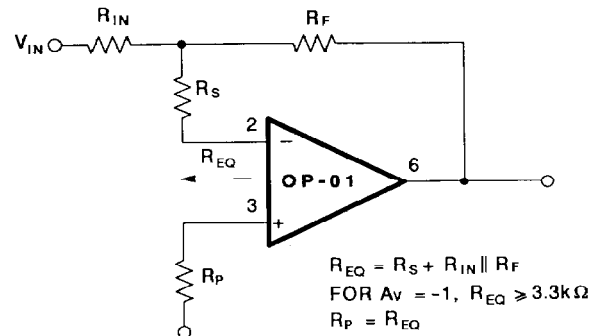 R_IN
R_F
V_IN
R_S
2
R_EQ
−
OP-01
6
3
+
R_P
R_EQ = R_S + R_IN || R_F
FOR Av = -1, R_EQ ⩾ 3.3kΩ
R_P = R_EQ